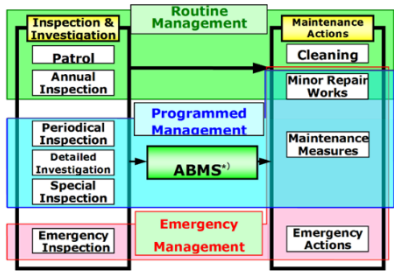 Routine
Management
Inspection &
Investigation
Maintenance
Actions
Patrol
Cleaning
Annual
Inspection
Minor Repair
Works
Programmed
Management
Periodical
Inspection
Detailed
Investigation
Special
Inspection
ABMS*)
Maintenance
Measures
Emergency
Management
Emergency
Inspection
Emergency
Actions